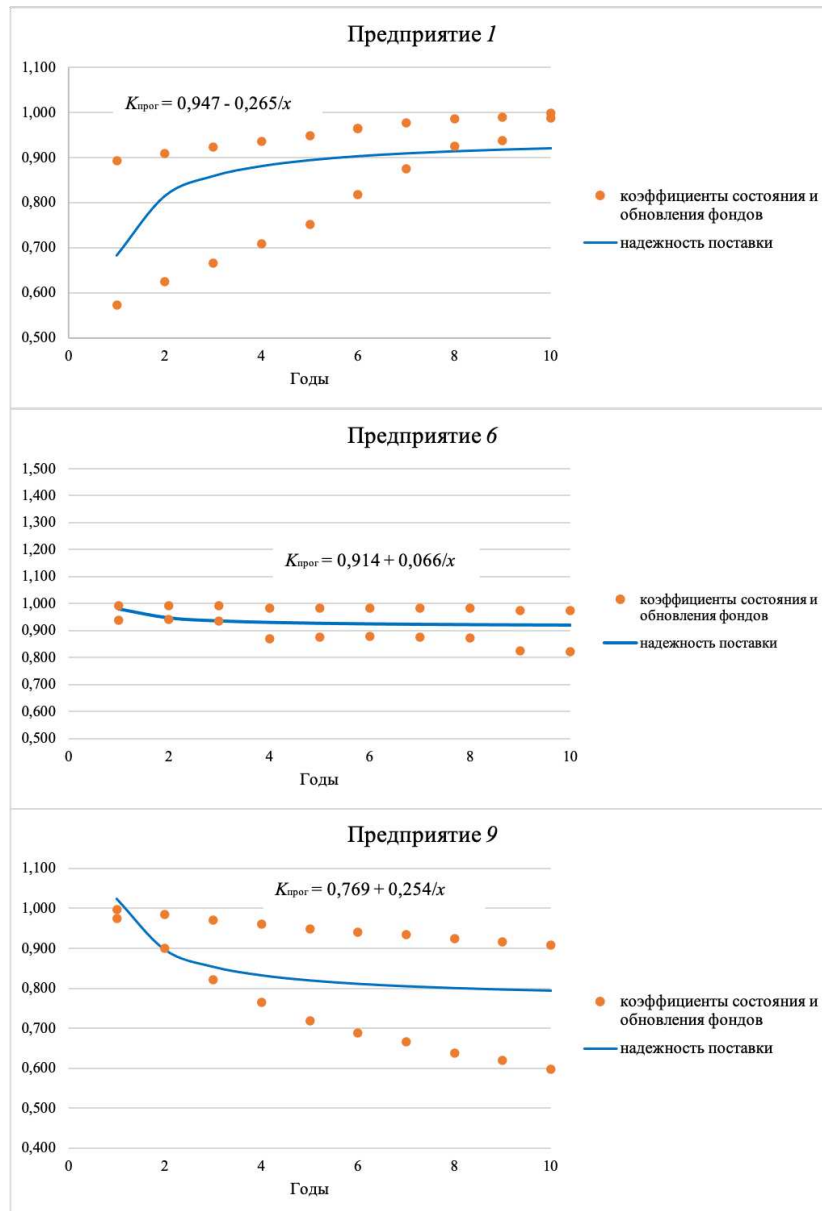 Предприятие 1
1,100
1,000
0,900
0,800
0,700
0,600
0,500
Kпрог = 0,947 - 0,265/x
0 2 4 6 8 10
Годы
коэффициенты состояния и
обновления фондов
надежность поставки
Предприятие 6
1,500
1,400
1,300
1,200
1,100
1,000
0,900
0,800
0,700
0,600
0,500
Kпрог = 0,914 + 0,066/x
0 2 4 6 8 10
Годы
коэффициенты состояния и
обновления фондов
надежность поставки
Предприятие 9
1,100
1,000
0,900
0,800
0,700
0,600
0,500
0,400
Kпрог = 0,769 + 0,254/x
0 2 4 6 8 10
Годы
коэффициенты состояния и
обновления фондов
надежность поставки